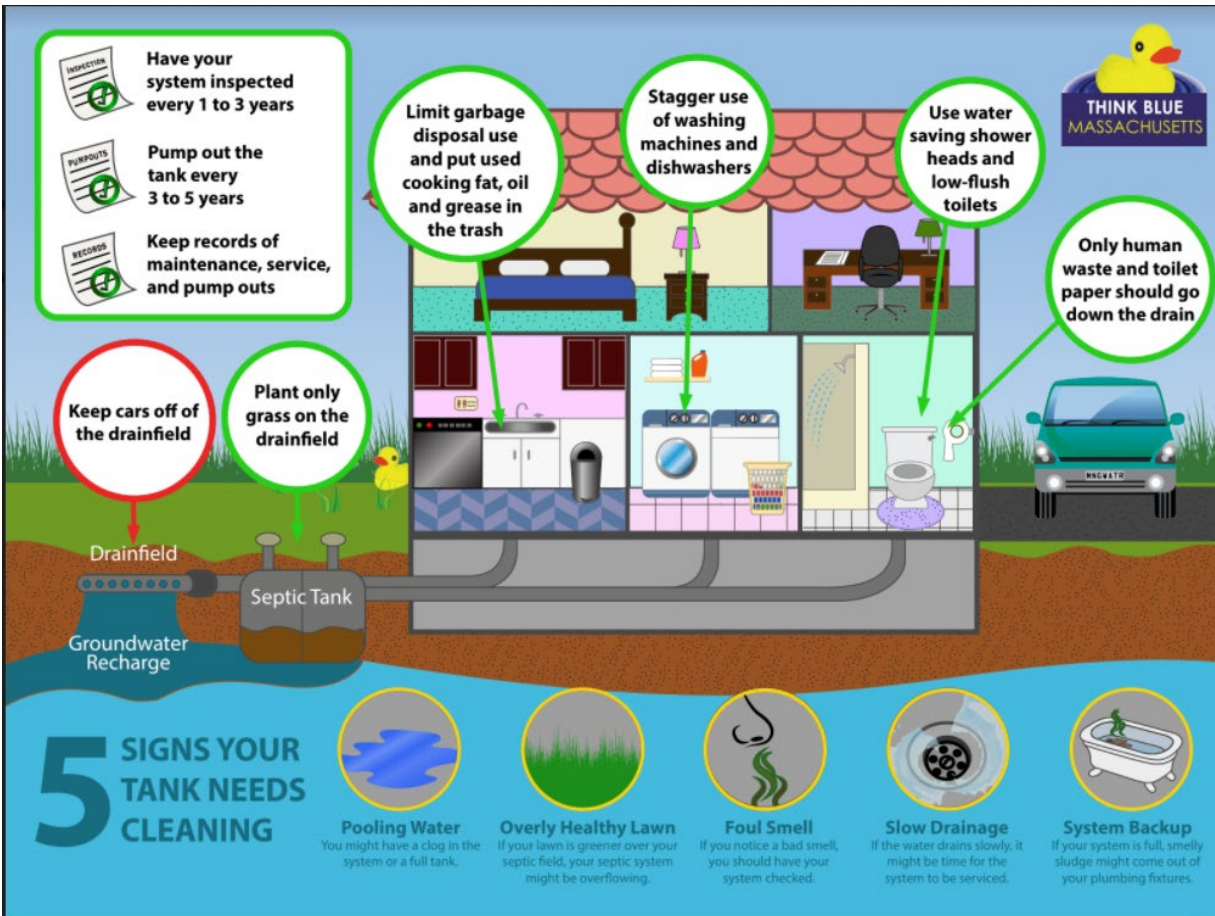 INSPECTION
Have your
system inspected
every 1 to 3 years
PUMPOUTS
Pump out the
tank every
3 to 5 years
RECORDS
Keep records of
maintenance, service,
and pump outs
Limit garbage
disposal use
and put used
cooking fat, oil
and grease in
the trash
Stagger use
of washing
machines and
dishwashers
Use water
saving shower
heads and
low-flush
toilets
THINK BLUE
MASSACHUSETTS
Only human
waste and toilet
paper should go
down the drain
Keep cars off of
the drainfield
Plant only
grass on the
drainfield
MNGWATR
Drainfield
Septic Tank
Groundwater
Recharge
5 SIGNS YOUR
TANK NEEDS
CLEANING
Pooling Water
You might have a clog in the
system or a full tank.
Overly Healthy Lawn
If your lawn is greener over your
septic field, your septic system
might be overflowing.
Foul Smell
If you notice a bad smell,
you should have your
system checked.
Slow Drainage
If the water drains slowly, it
might be time for the
system to be serviced.
System Backup
If your system is full, smelly
sludge might come out of
your plumbing fixtures.